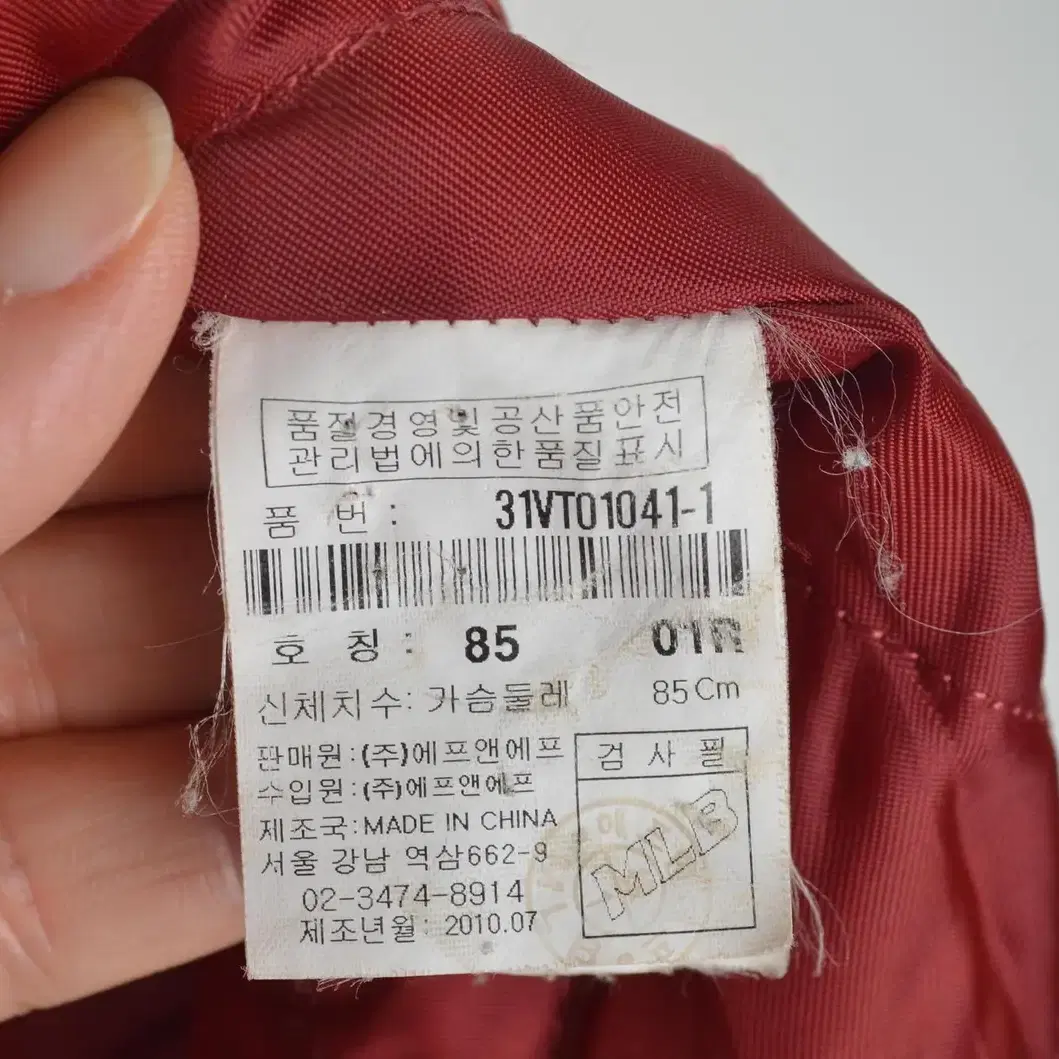 품절경영및공산품안전
관리법에의한품질표시
품 번 : 31VT01041-1
호 칭 : 85 01R
신체치수: 가슴둘레 85Cm
판매원:(주)에프앤에프
수입원:(주)에프앤에프
제조국:MADE IN CHINA
서울 강남 역삼662-9
02-3474-8914
제조년월: 2010.07
검 사 필
MLB